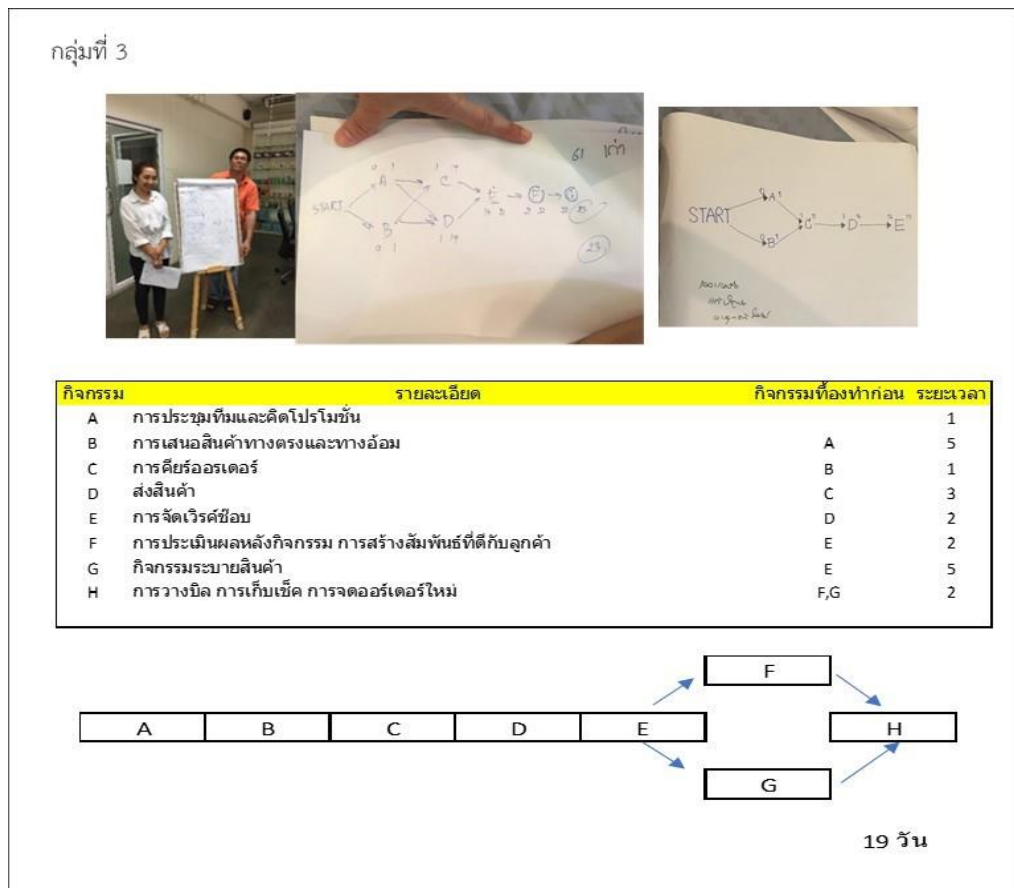 กลุ่มที่ 3
61 เก่า
START
A
B
C
D
E
F
G
23
START
A
B
C
D
E
กิจกรรม รายละเอียด กิจกรรมที้องทำก่อน ระยะเวลา
A การประชุมทีมและคิดโปรโมชั่น 1
B การเสนอสินค้าทางตรงและทางอ้อม A 5
C การคียร์ออรเตอร์ B 1
D ส่งสินค้า C 3
E การจัดเวิรค์ช๊อบ D 2
F การประเมินผลหลังกิจกรรม การสร้างสัมพันธ์ที่ดีกับลูกค้า E 2
G กิจกรรมระบายสินค้า E 5
H การวางบิล การเก็บเช็ค การจดออร์เดอร์ใหม่ F,G 2
F
A B C D E H
G
19 วัน